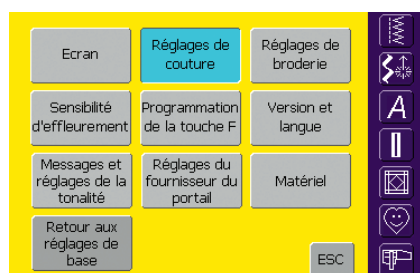 Ecran
Réglages de
couture
Réglages de
broderie
Sensibilité
d'effleurement
Programmation
de la touche F
Version et
langue
Messages et
réglages de la
tonalité
Réglages du
fournisseur du
portail
Matériel
Retour aux
réglages de
base
ESC
A